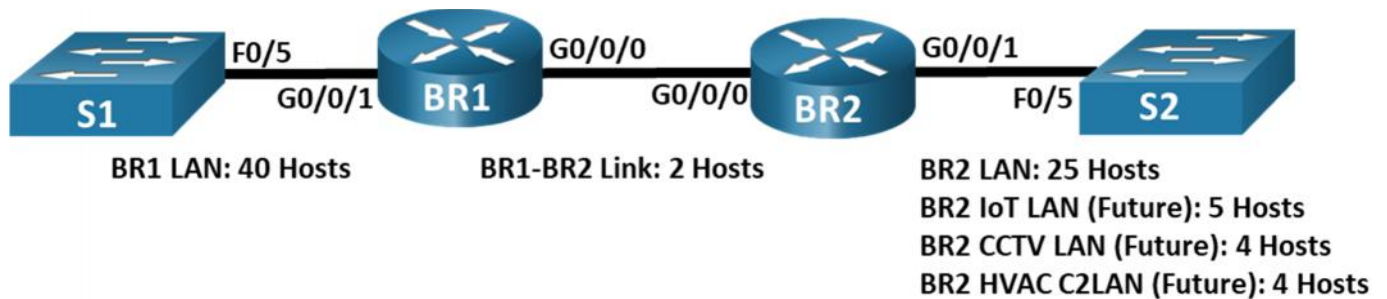 F0/5
G0/0/0
G0/0/1
G0/0/1
BR1
G0/0/0
BR2
F0/5
S1
S2
BR1 LAN: 40 Hosts
BR1-BR2 Link: 2 Hosts
BR2 LAN: 25 Hosts
BR2 IoT LAN (Future): 5 Hosts
BR2 CCTV LAN (Future): 4 Hosts
BR2 HVAC C2LAN (Future): 4 Hosts